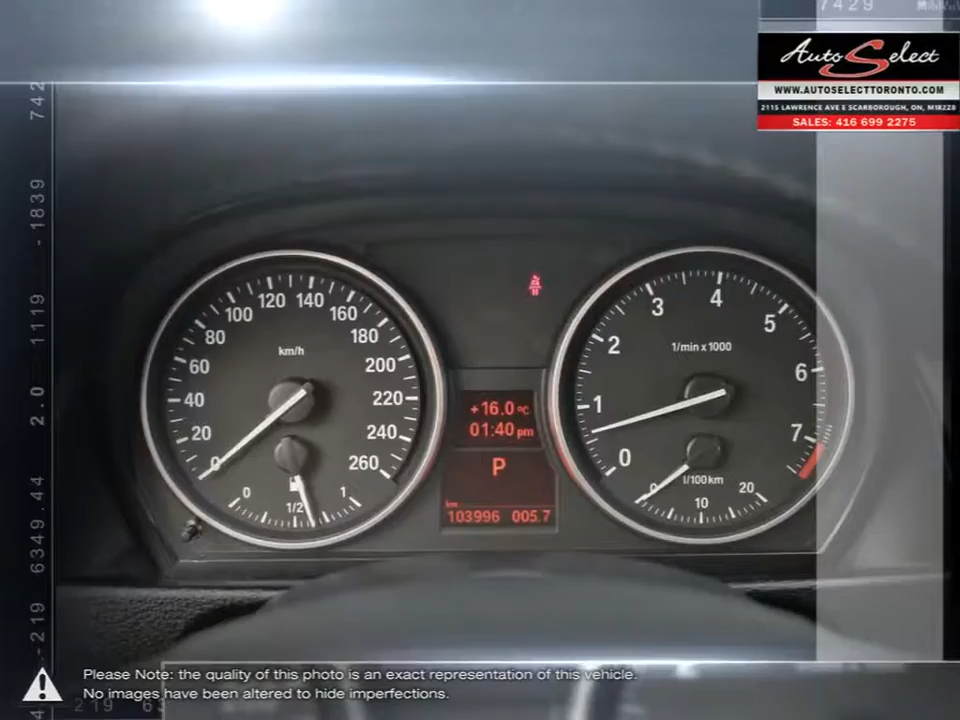 7429
Auto Select
WWW.AUTOSELECTTORONTO.COM
2115 LAWRENCE AVE E SCARBOROUGH, ON, M1R2Z8
SALES: 416 699 2275
-219 6349.44 2.0 1119 -1839 742
0 20 40 60 80 100 120 140 160 180 200 220 240 260
km/h
0 1/2 1
+16.0°C
01:40 pm
P
km
103996 005.7
0 1 2 3 4 5 6 7
1/min x 1000
0 10 20
l/100km
Please Note: the quality of this photo is an exact representation of this vehicle.
No images have been altered to hide imperfections.
219 63